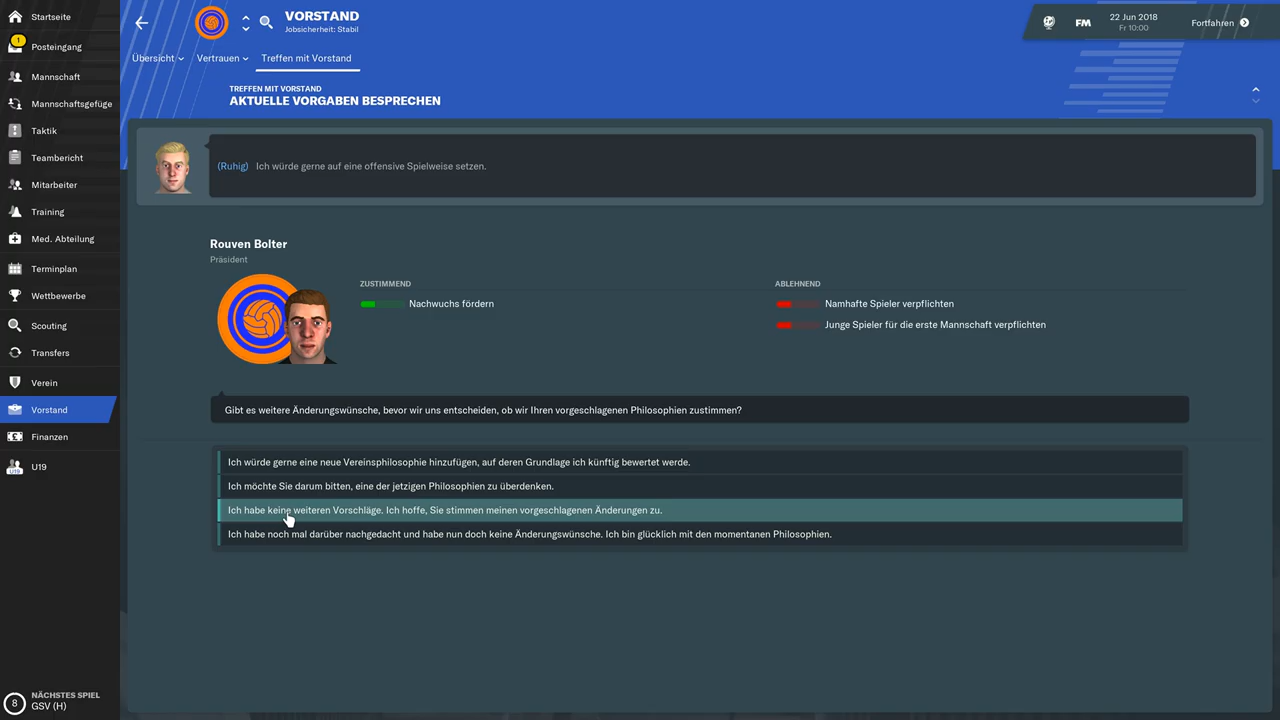 Startseite
1
Posteingang
Mannschaft
Mannschaftsgefüge
Taktik
Teambericht
Mitarbeiter
Training
Med. Abteilung
Terminplan
Wettbewerbe
Scouting
Transfers
Verein
Vorstand
Finanzen
U19
U19
NÄCHSTES SPIEL
8
GSV (H)
VORSTAND
Jobsicherheit: Stabil
FM
22 Jun 2018
Fr 10:00
Fortfahren
Übersicht
Vertrauen
Treffen mit Vorstand
TREFFEN MIT VORSTAND
AKTUELLE VORGABEN BESPRECHEN
(Ruhig) Ich würde gerne auf eine offensive Spielweise setzen.
Rouven Bolter
Präsident
ZUSTIMMEND
Nachwuchs fördern
ABLEHNEND
Namhafte Spieler verpflichten
Junge Spieler für die erste Mannschaft verpflichten
Gibt es weitere Änderungswünsche, bevor wir uns entscheiden, ob wir Ihren vorgeschlagenen Philosophien zustimmen?
Ich würde gerne eine neue Vereinsphilosophie hinzufügen, auf deren Grundlage ich künftig bewertet werde.
Ich möchte Sie darum bitten, eine der jetzigen Philosophien zu überdenken.
Ich habe keine weiteren Vorschläge. Ich hoffe, Sie stimmen meinen vorgeschlagenen Änderungen zu.
Ich habe noch mal darüber nachgedacht und habe nun doch keine Änderungswünsche. Ich bin glücklich mit den momentanen Philosophien.